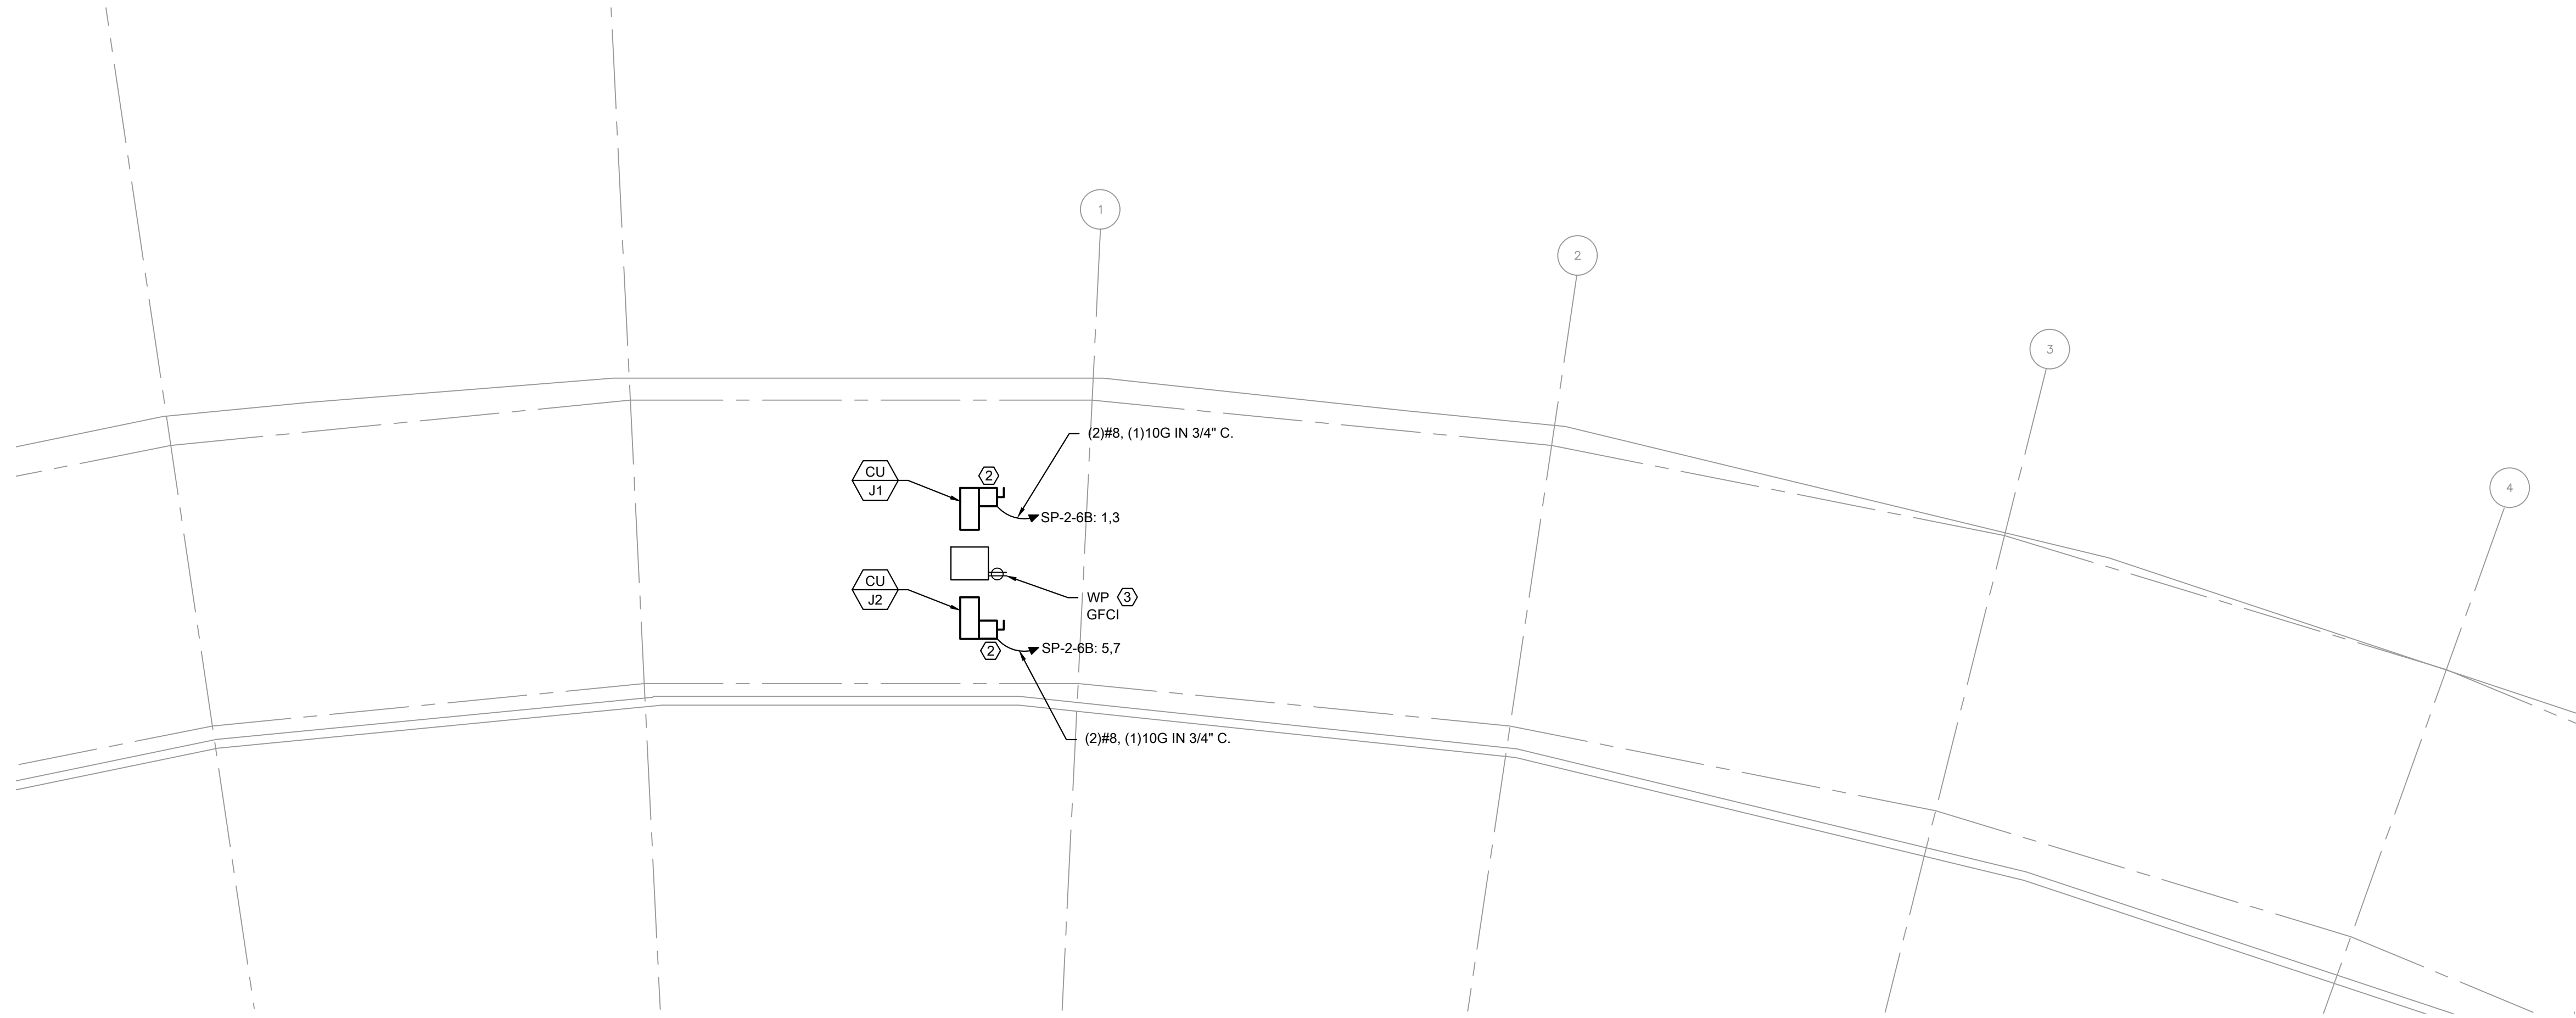 1
2
3
4
(2)#8, (1)10G IN 3/4" C.
CU
J1
2
SP-2-6B: 1,3
CU
J2
WP 3
GFCI
SP-2-6B: 5,7
2
(2)#8, (1)10G IN 3/4" C.